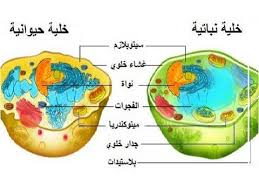 خلية نباتية
خلية حيوانية
سيتوبلازم
غشاء خلوي
نواة
الفجوات
ميتوكندريا
جدار خلوي
بلاستيدات